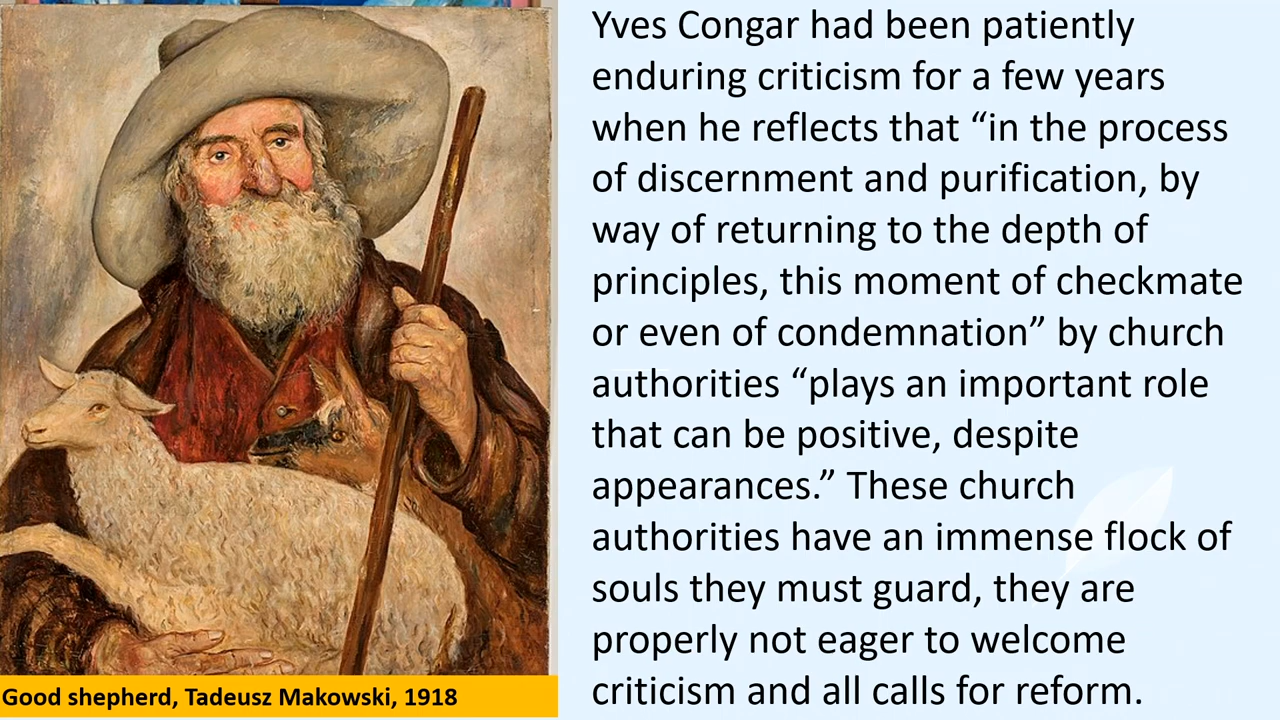 Yves Congar had been patiently
enduring criticism for a few years
when he reflects that “in the process
of discernment and purification, by
way of returning to the depth of
principles, this moment of checkmate
or even of condemnation” by church
authorities “plays an important role
that can be positive, despite
appearances.” These church
authorities have an immense flock of
souls they must guard, they are
properly not eager to welcome
criticism and all calls for reform.
Good shepherd, Tadeusz Makowski, 1918